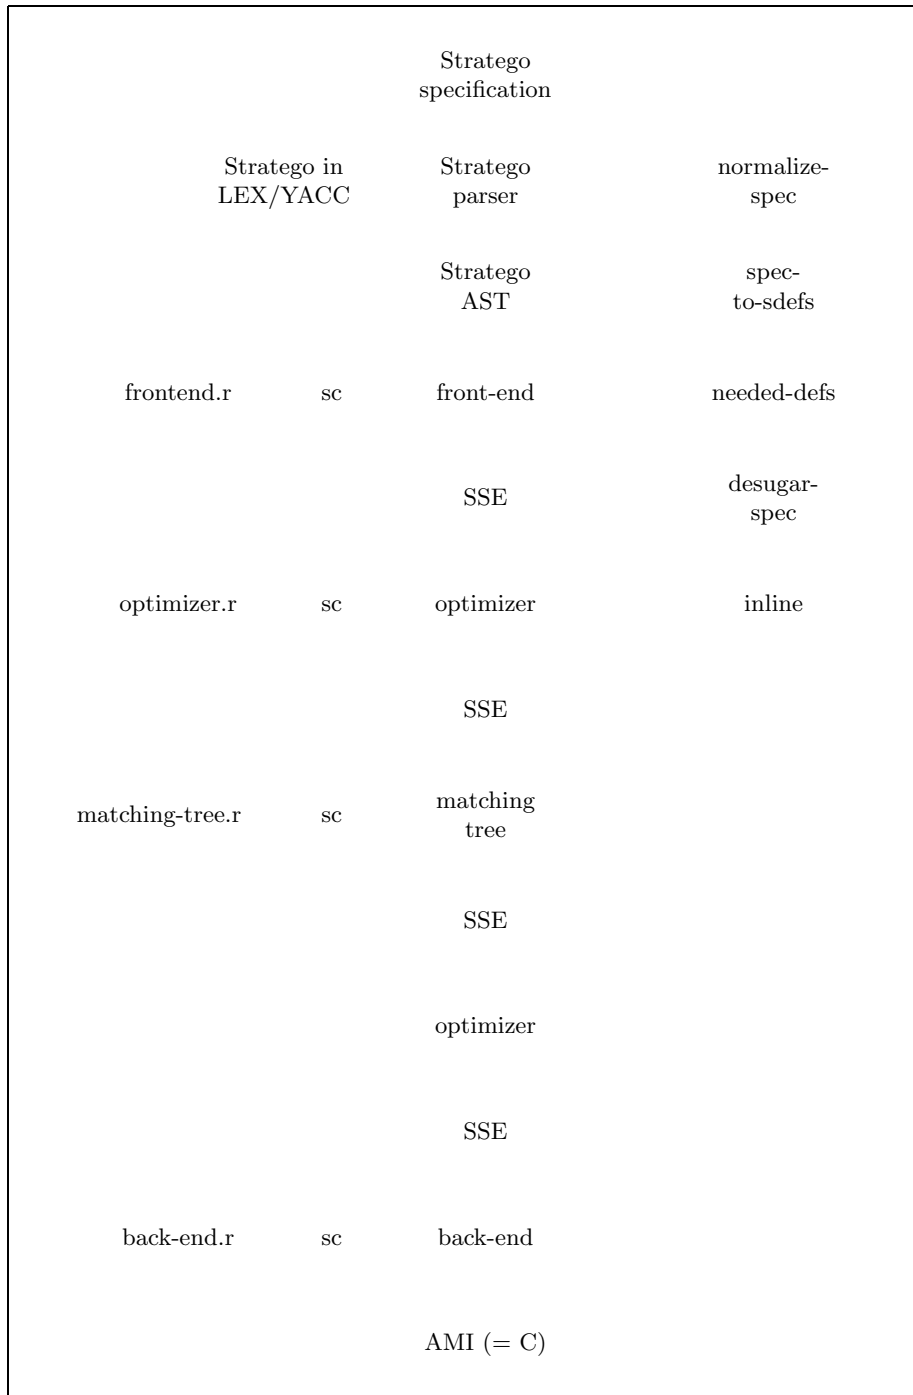 Stratego
specification
Stratego in
LEX/YACC
Stratego
parser
normalize-
spec
Stratego
AST
spec-
to-sdefs
frontend.r
sc
front-end
needed-defs
SSE
desugar-
spec
optimizer.r
sc
optimizer
inline
SSE
matching-tree.r
sc
matching
tree
SSE
optimizer
SSE
back-end.r
sc
back-end
AMI (= C)